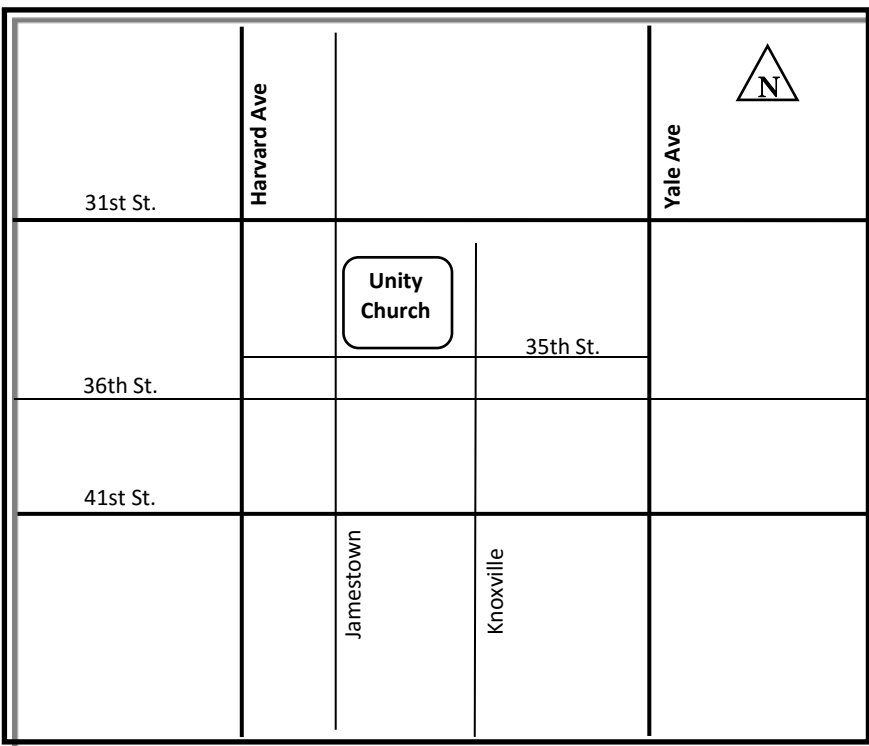 N
Harvard Ave
Yale Ave
31st St.
Unity
Church
35th St.
36th St.
41st St.
Jamestown
Knoxville